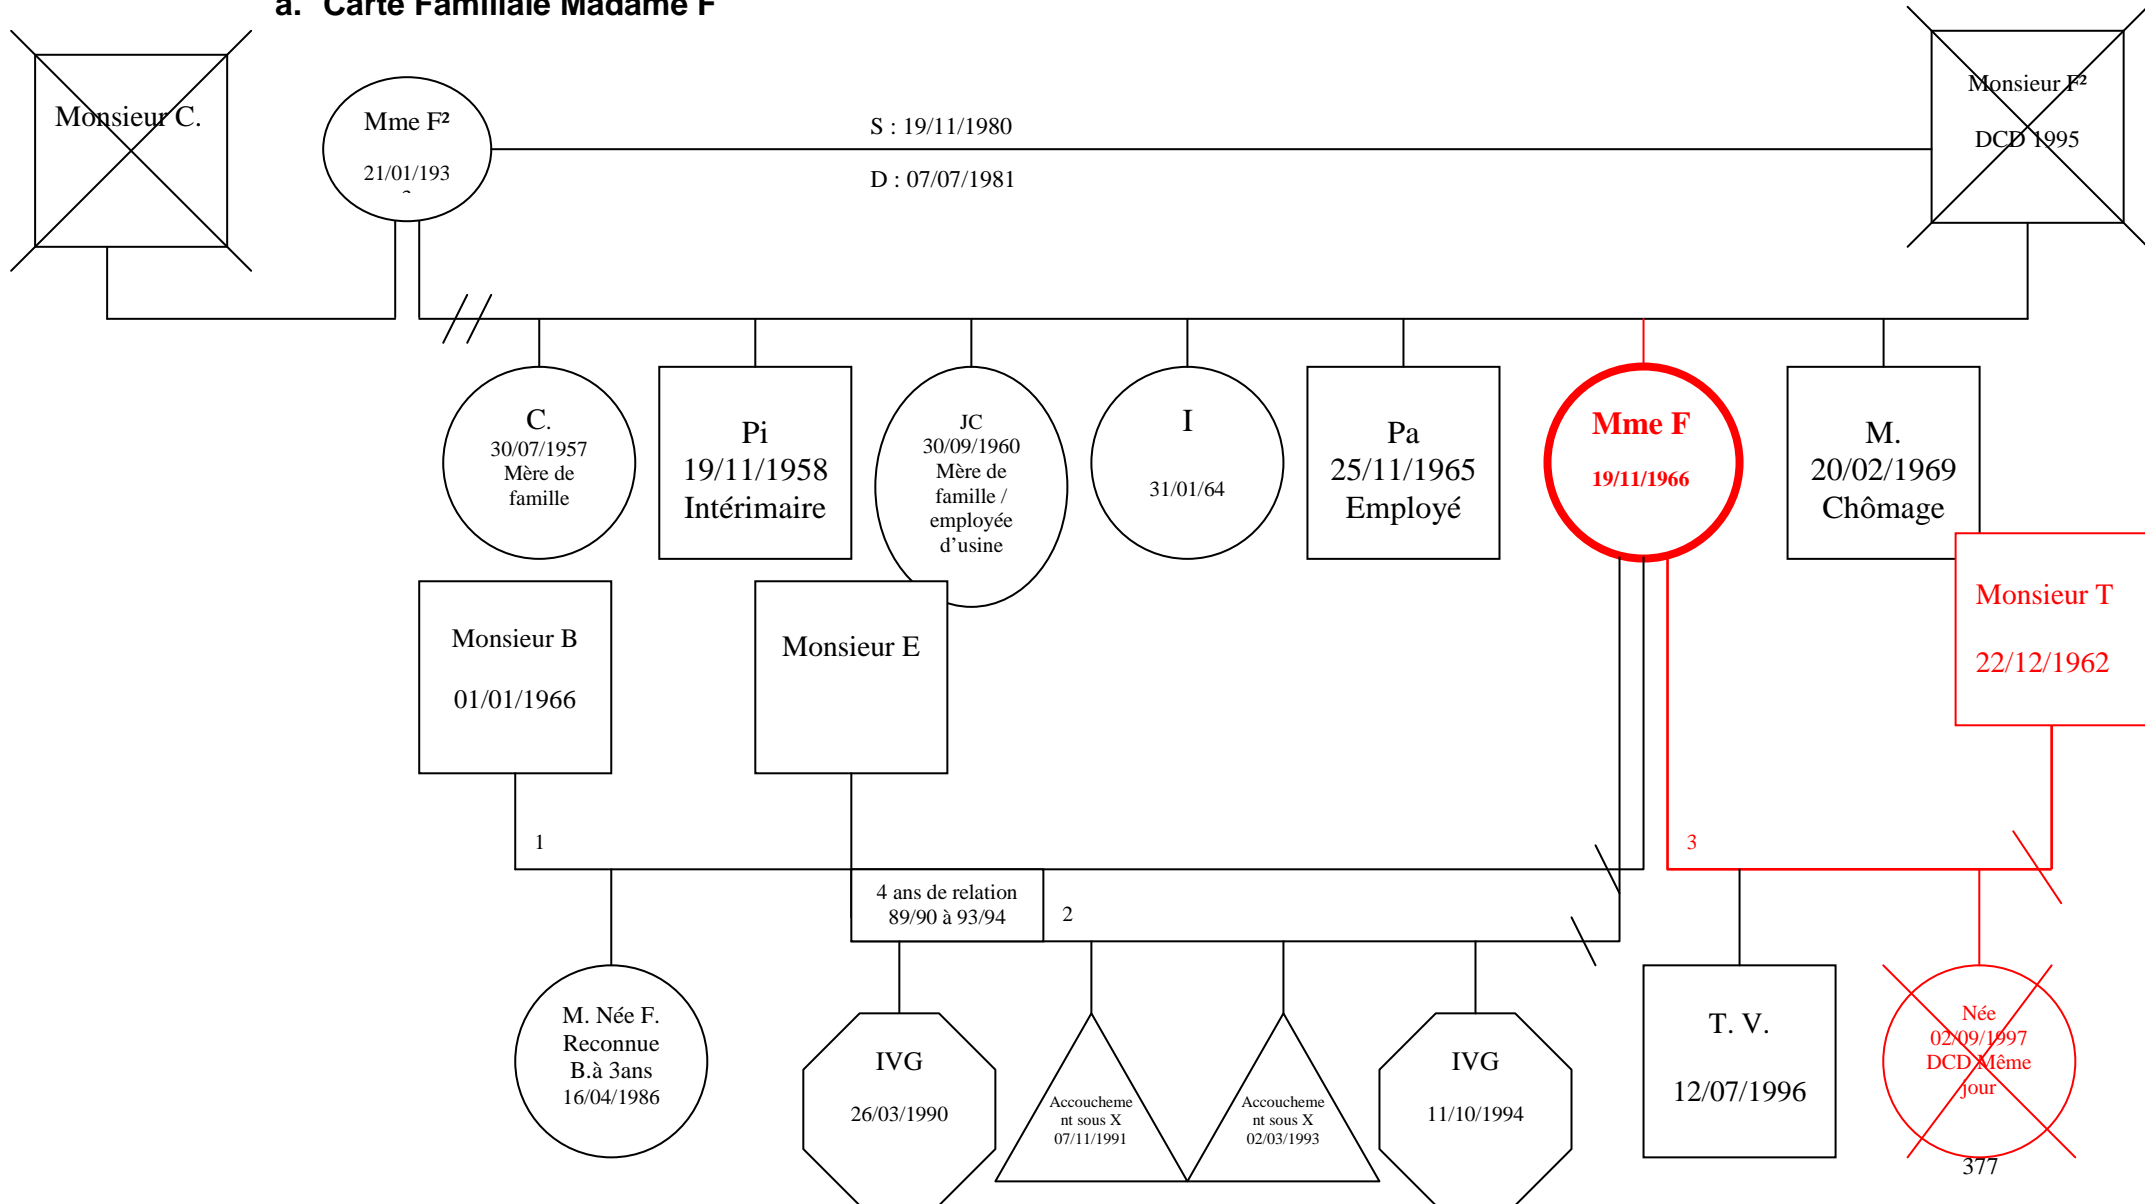 a. Carte Familiale Madame F
Monsieur C.
Mme F²
21/01/193
S : 19/11/1980
D : 07/07/1981
Monsieur F²
DCD 1995
C.
30/07/1957
Mère de
famille
Pi
19/11/1958
Intérimaire
JC
30/09/1960
Mère de
famille /
employée
d'usine
I
31/01/64
Pa
25/11/1965
Employé
Mme F
19/11/1966
M.
20/02/1969
Chômage
Monsieur B
01/01/1966
Monsieur E
Monsieur T
22/12/1962
1
4 ans de relation
89/90 à 93/94
2
3
M. Née F.
Reconnue
B.à 3ans
16/04/1986
IVG
26/03/1990
Accoucheme
nt sous X
07/11/1991
Accoucheme
nt sous X
02/03/1993
IVG
11/10/1994
T. V.
12/07/1996
Née
02/09/1997
DCD Même
jour
377